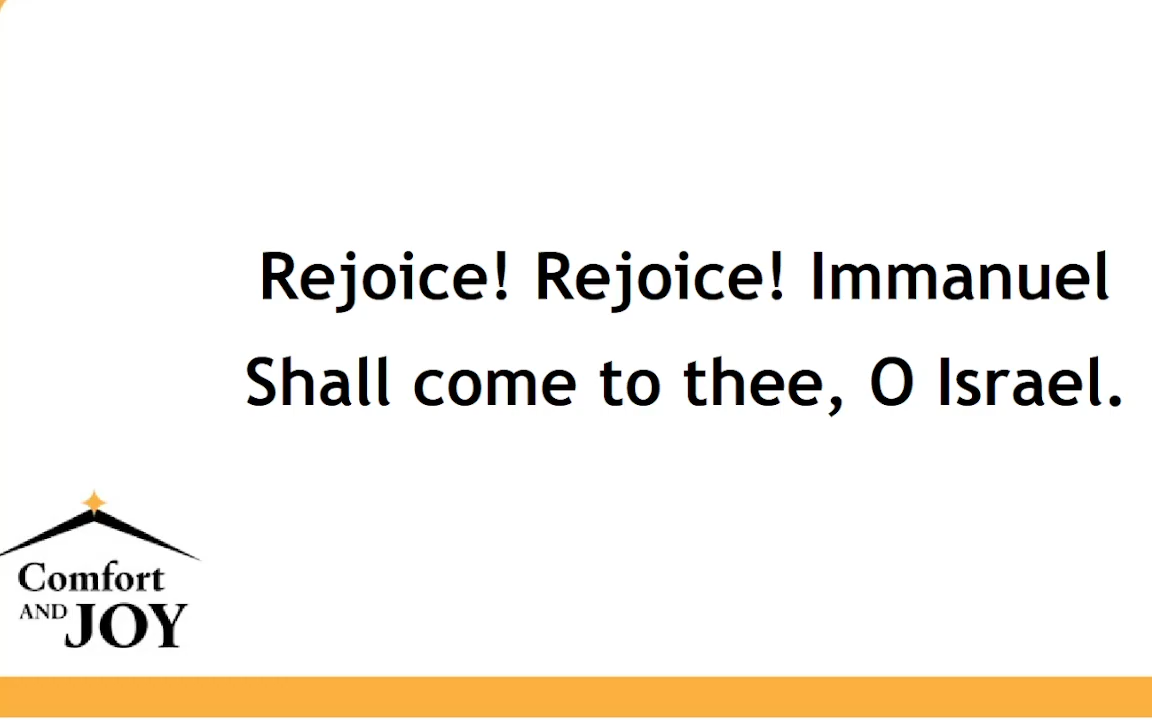 Rejoice! Rejoice! Immanuel
Shall come to thee, O Israel.
Comfort
AND JOY